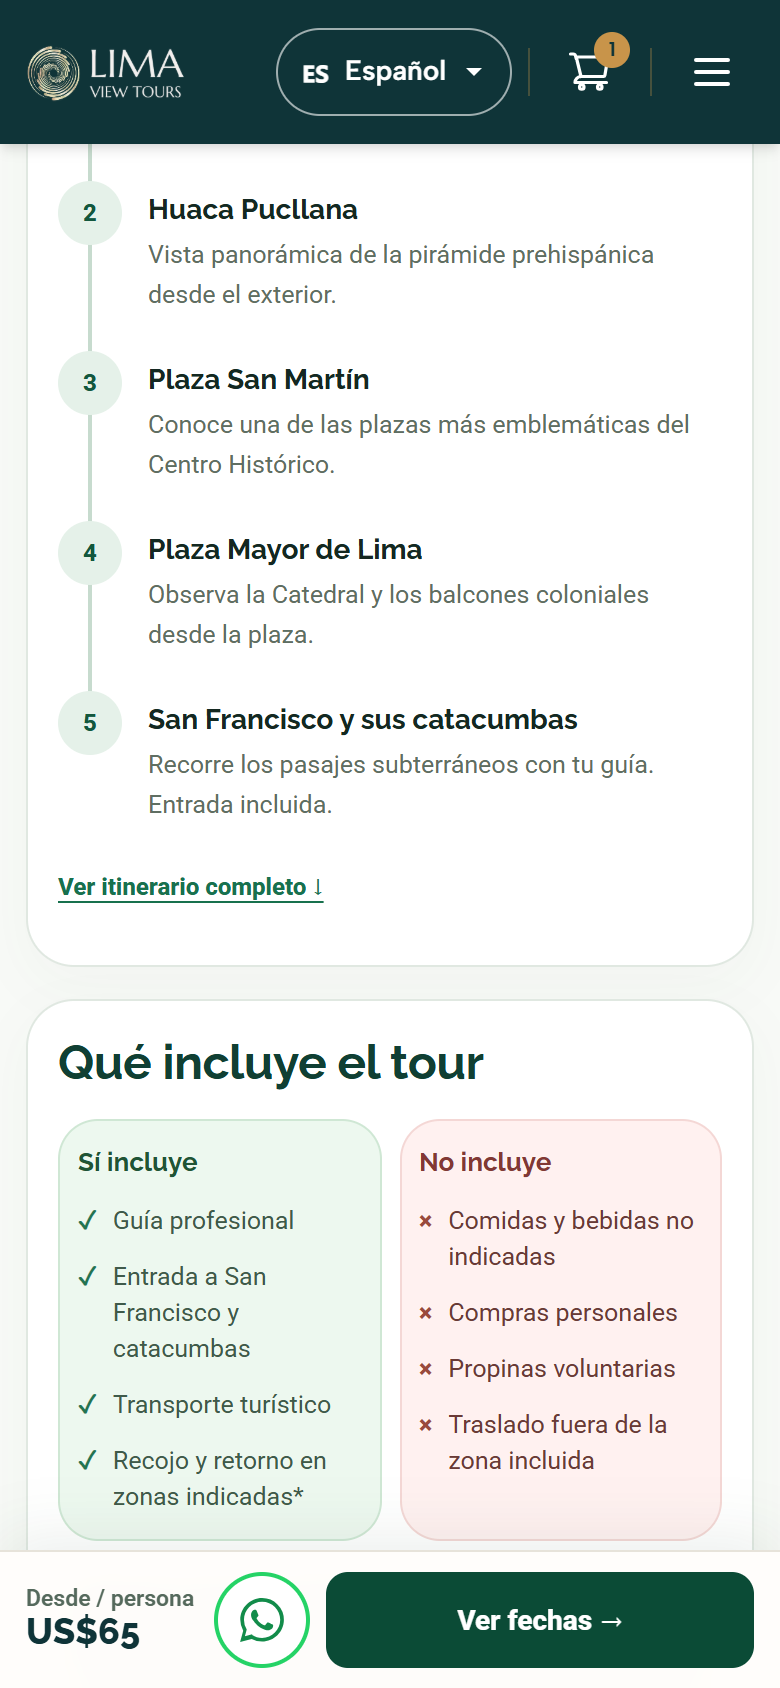 LIMA
VIEW TOURS
ES Español
1
2
Huaca Pucllana
Vista panorámica de la pirámide prehispánica
desde el exterior.
3
Plaza San Martín
Conoce una de las plazas más emblemáticas del
Centro Histórico.
4
Plaza Mayor de Lima
Observa la Catedral y los balcones coloniales
desde la plaza.
5
San Francisco y sus catacumbas
Recorre los pasajes subterráneos con tu guía.
Entrada incluida.
Ver itinerario completo ↓
Qué incluye el tour
Sí incluye
✓ Guía profesional
✓ Entrada a San
Francisco y
catacumbas
✓ Transporte turístico
✓ Recojo y retorno en
zonas indicadas*
No incluye
× Comidas y bebidas no
indicadas
× Compras personales
× Propinas voluntarias
× Traslado fuera de la
zona incluida
Desde / persona
US$65
Ver fechas →